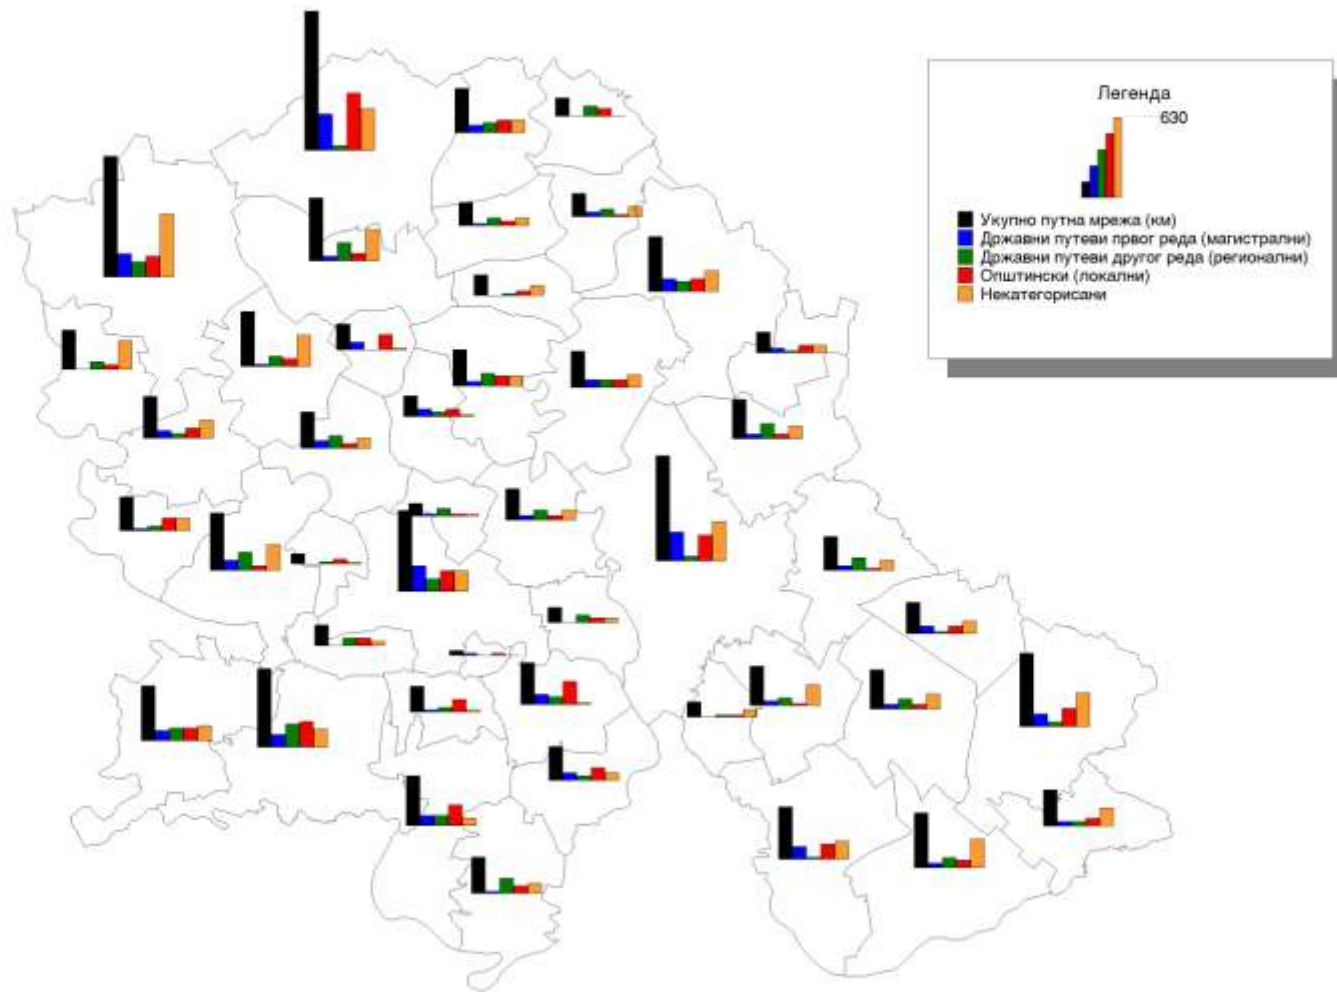 Легенда
630
Укупно путна мрежа (км)
Државни путеви првог реда (магистрални)
Државни путеви другог реда (регионални)
Општински (локални)
Некатегорисани